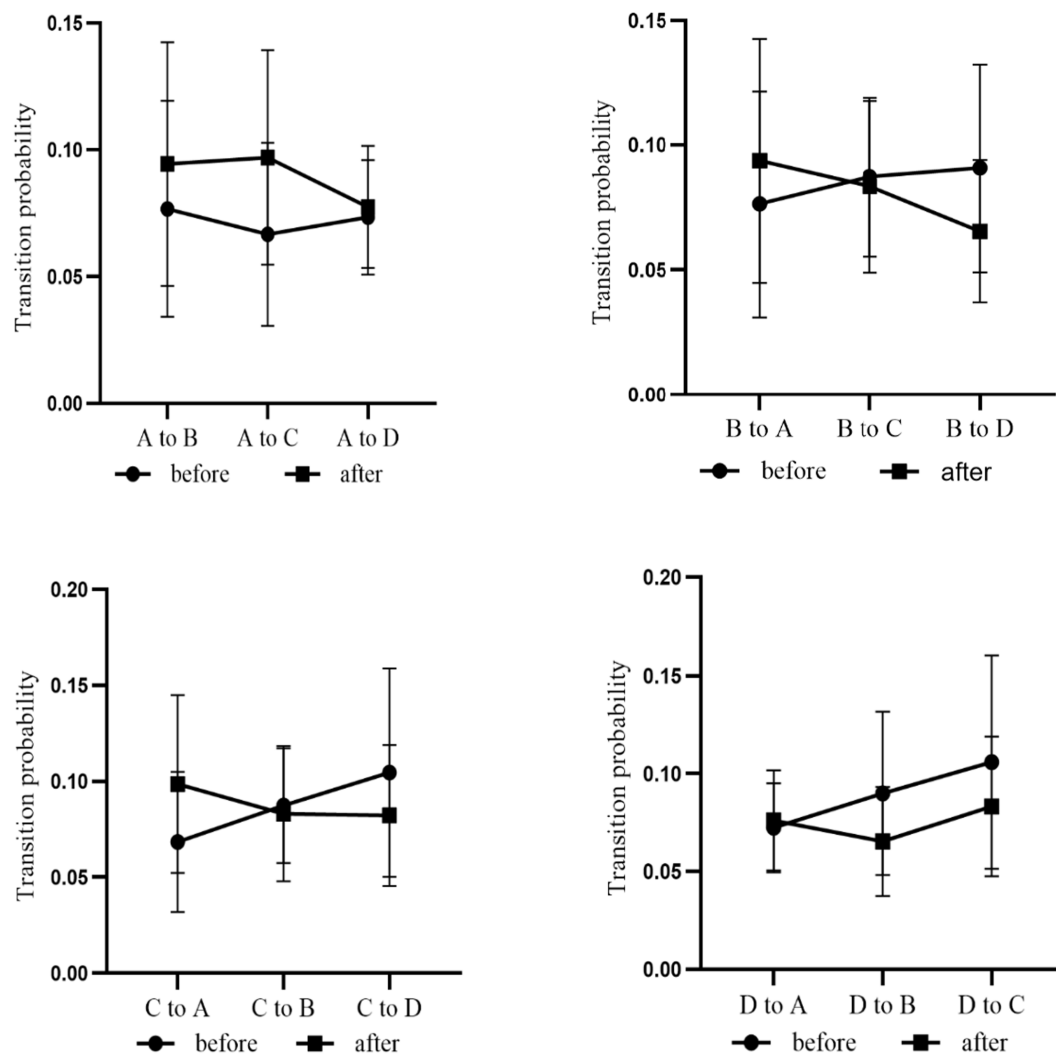 Transition probability
0.15
0.10
0.05
0.00
A to B A to C A to D
before after
Transition probability
0.15
0.10
0.05
0.00
B to A B to C B to D
before after
Transition probability
0.20
0.15
0.10
0.05
0.00
C to A C to B C to D
before after
Transition probability
0.20
0.15
0.10
0.05
0.00
D to A D to B D to C
before after